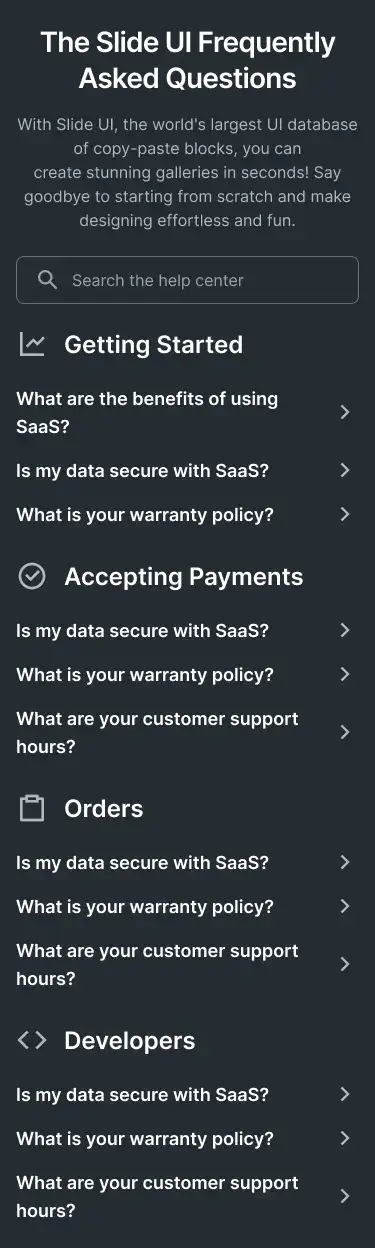 The Slide UI Frequently
Asked Questions
With Slide UI, the world's largest UI database
of copy-paste blocks, you can
create stunning galleries in seconds! Say
goodbye to starting from scratch and make
designing effortless and fun.
Search the help center
Getting Started
What are the benefits of using
SaaS?
Is my data secure with SaaS?
What is your warranty policy?
Accepting Payments
Is my data secure with SaaS?
What is your warranty policy?
What are your customer support
hours?
Orders
Is my data secure with SaaS?
What is your warranty policy?
What are your customer support
hours?
Developers
Is my data secure with SaaS?
What is your warranty policy?
What are your customer support
hours?